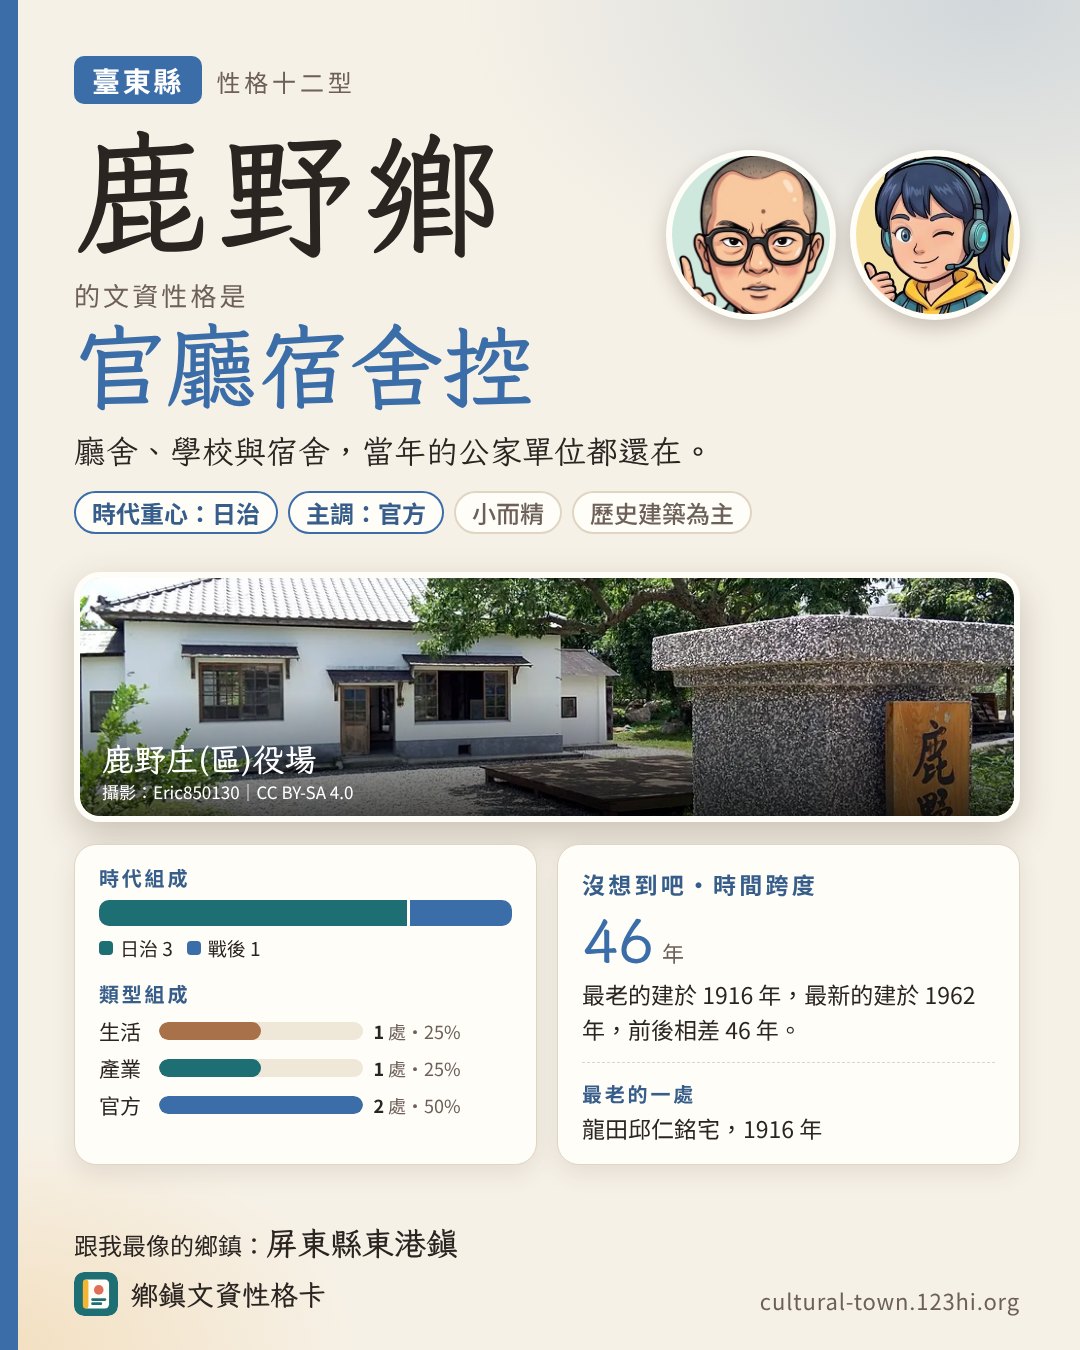 臺東縣 性格十二型
鹿野鄉
的文資性格是
官廳宿舍控
廳舍、學校與宿舍，當年的公家單位都還在。
時代重心：日治 主調：官方 小而精 歷史建築為主
鹿野
鹿野庄(區)役場
攝影：Eric850130｜CC BY-SA 4.0
時代組成
日治 3 戰後 1
類型組成
生活 1 處・25%
產業 1 處・25%
官方 2 處・50%
沒想到吧・時間跨度
46 年
最老的建於 1916 年，最新的建於 1962
年，前後相差 46 年。
最老的一處
龍田邱仁銘宅，1916 年
跟我最像的鄉鎮：屏東縣東港鎮
鄉鎮文資性格卡
cultural-town.123hi.org